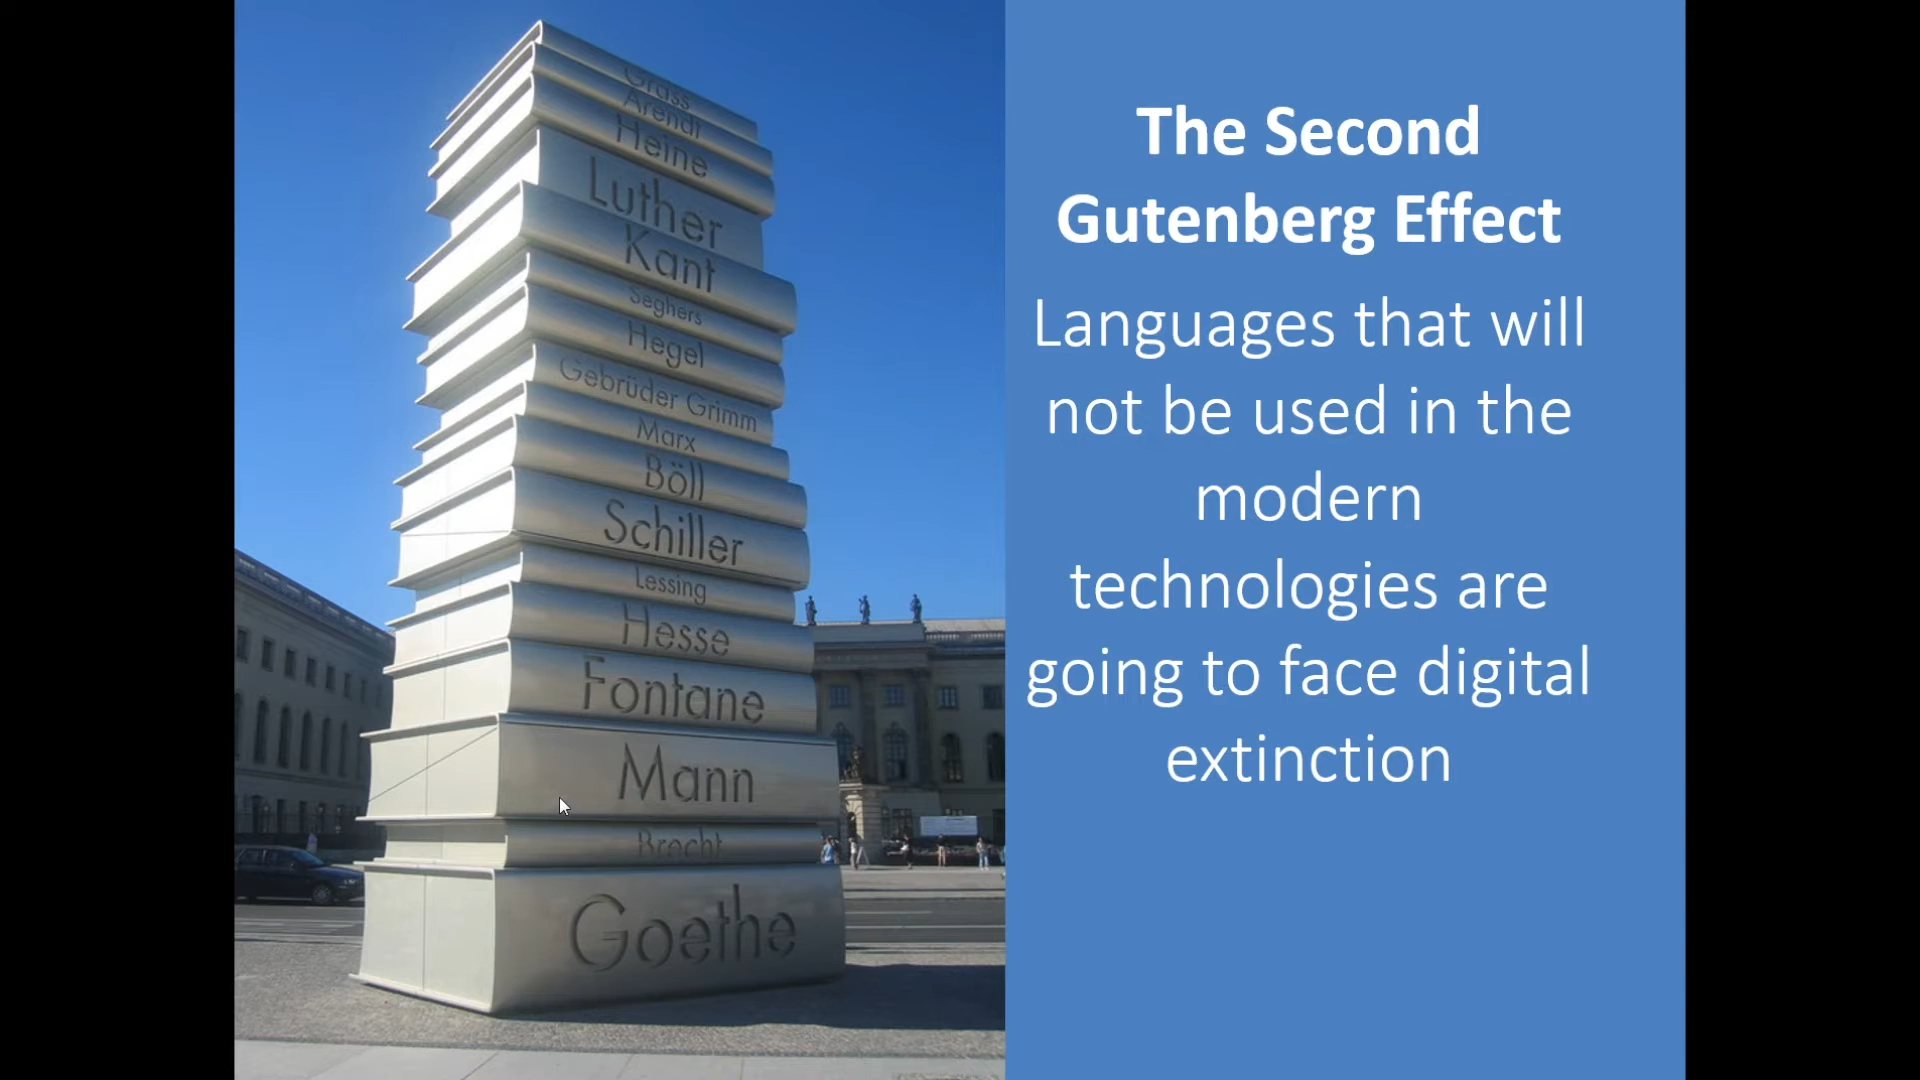 Grass
Arendt
Heine
Luther
Kant
Seghers
Hegel
Gebrüder Grimm
Marx
Böll
Schiller
Lessing
Hesse
Fontane
Mann
Brecht
Goethe
The Second
Gutenberg Effect
Languages that will
not be used in the
modern
technologies are
going to face digital
extinction